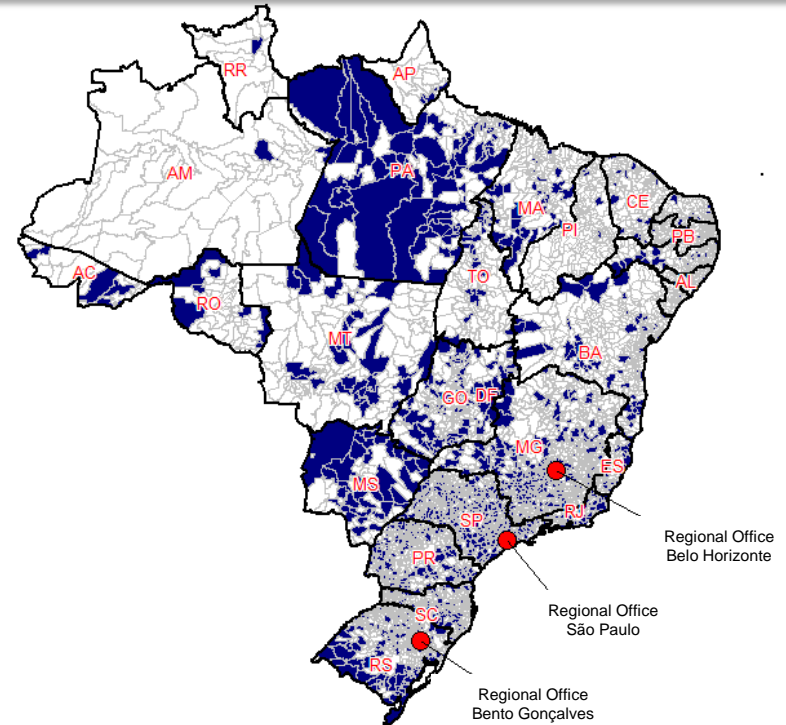 RR
AP
AM
PA
MA
CE
PI
PB
AC
TO
AL
RO
MT
BA
GO
DF
MG
ES
MS
SP
RJ
Regional Office
Belo Horizonte
PR
Regional Office
São Paulo
SC
RS
Regional Office
Bento Gonçalves